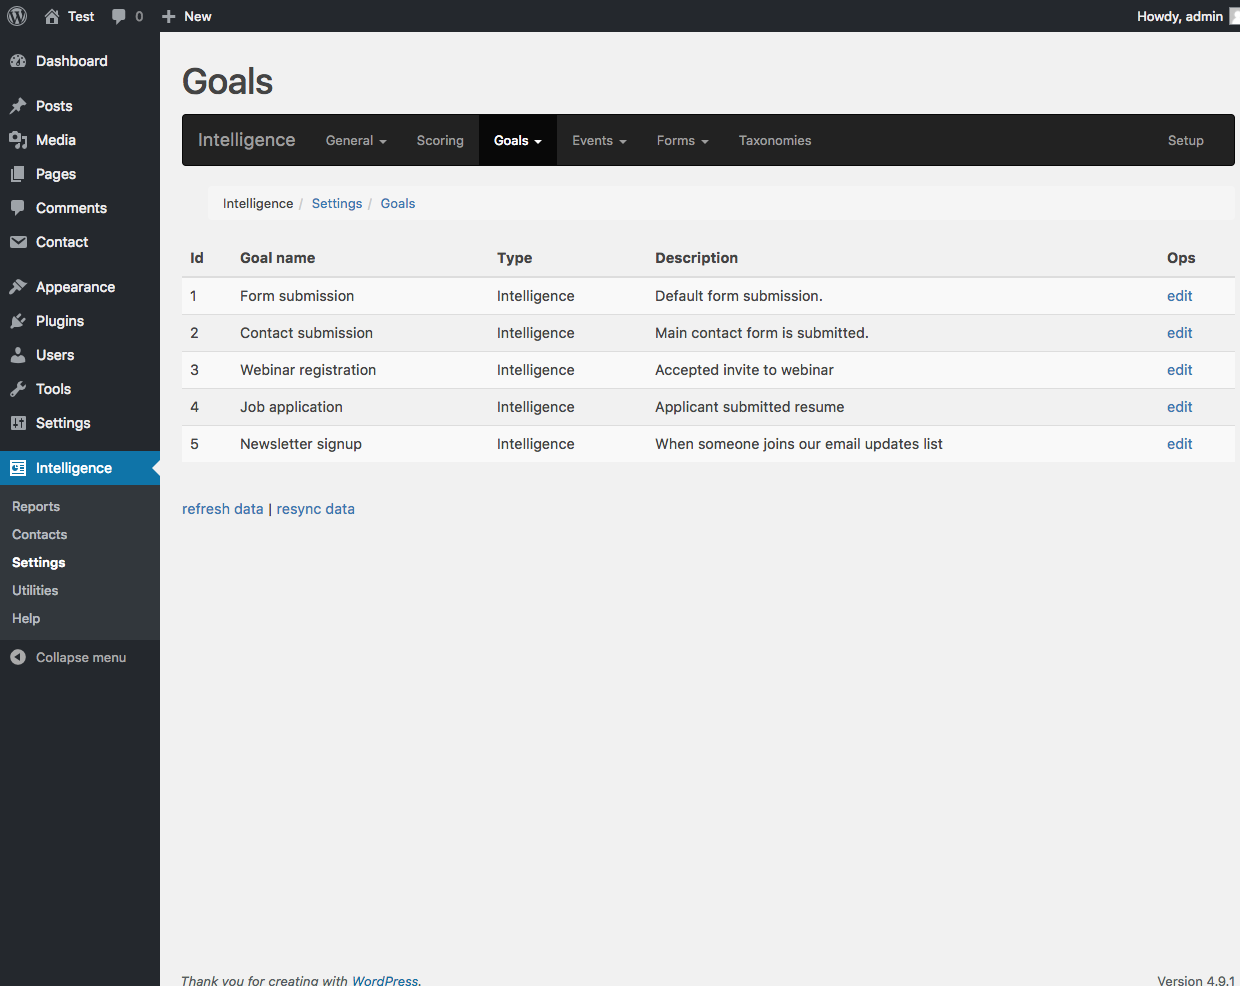 Test 0 New Howdy, admin
Dashboard
Posts
Media
Pages
Comments
Contact
Appearance
Plugins
Users
Tools
Settings
Intelligence
Reports
Contacts
Settings
Utilities
Help
Collapse menu
Goals
Intelligence General Scoring Goals Events Forms Taxonomies Setup
Intelligence / Settings / Goals
Id Goal name Type Description Ops
1 Form submission Intelligence Default form submission. edit
2 Contact submission Intelligence Main contact form is submitted. edit
3 Webinar registration Intelligence Accepted invite to webinar edit
4 Job application Intelligence Applicant submitted resume edit
5 Newsletter signup Intelligence When someone joins our email updates list edit
refresh data | resync data
Thank you for creating with WordPress. Version 4.9.1